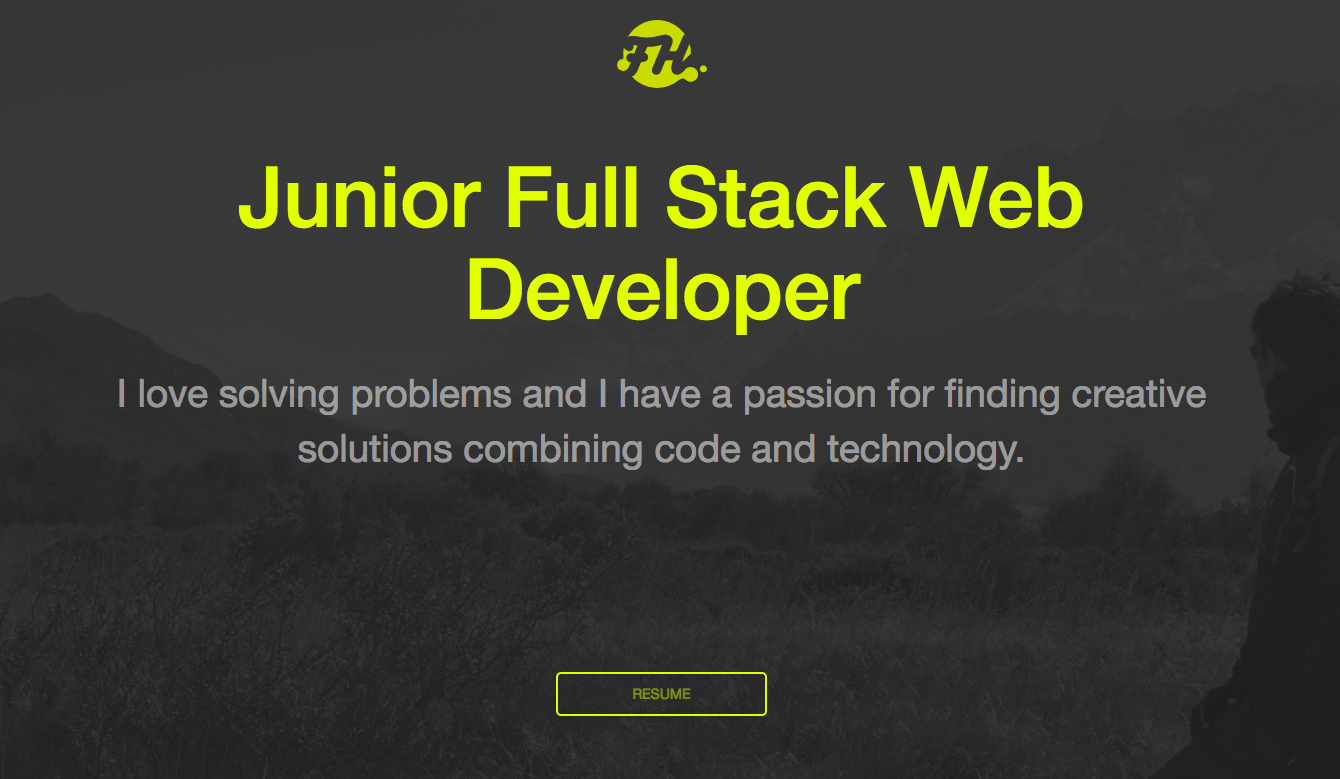 FH
Junior Full Stack Web
Developer
I love solving problems and I have a passion for finding creative
solutions combining code and technology.
RESUME